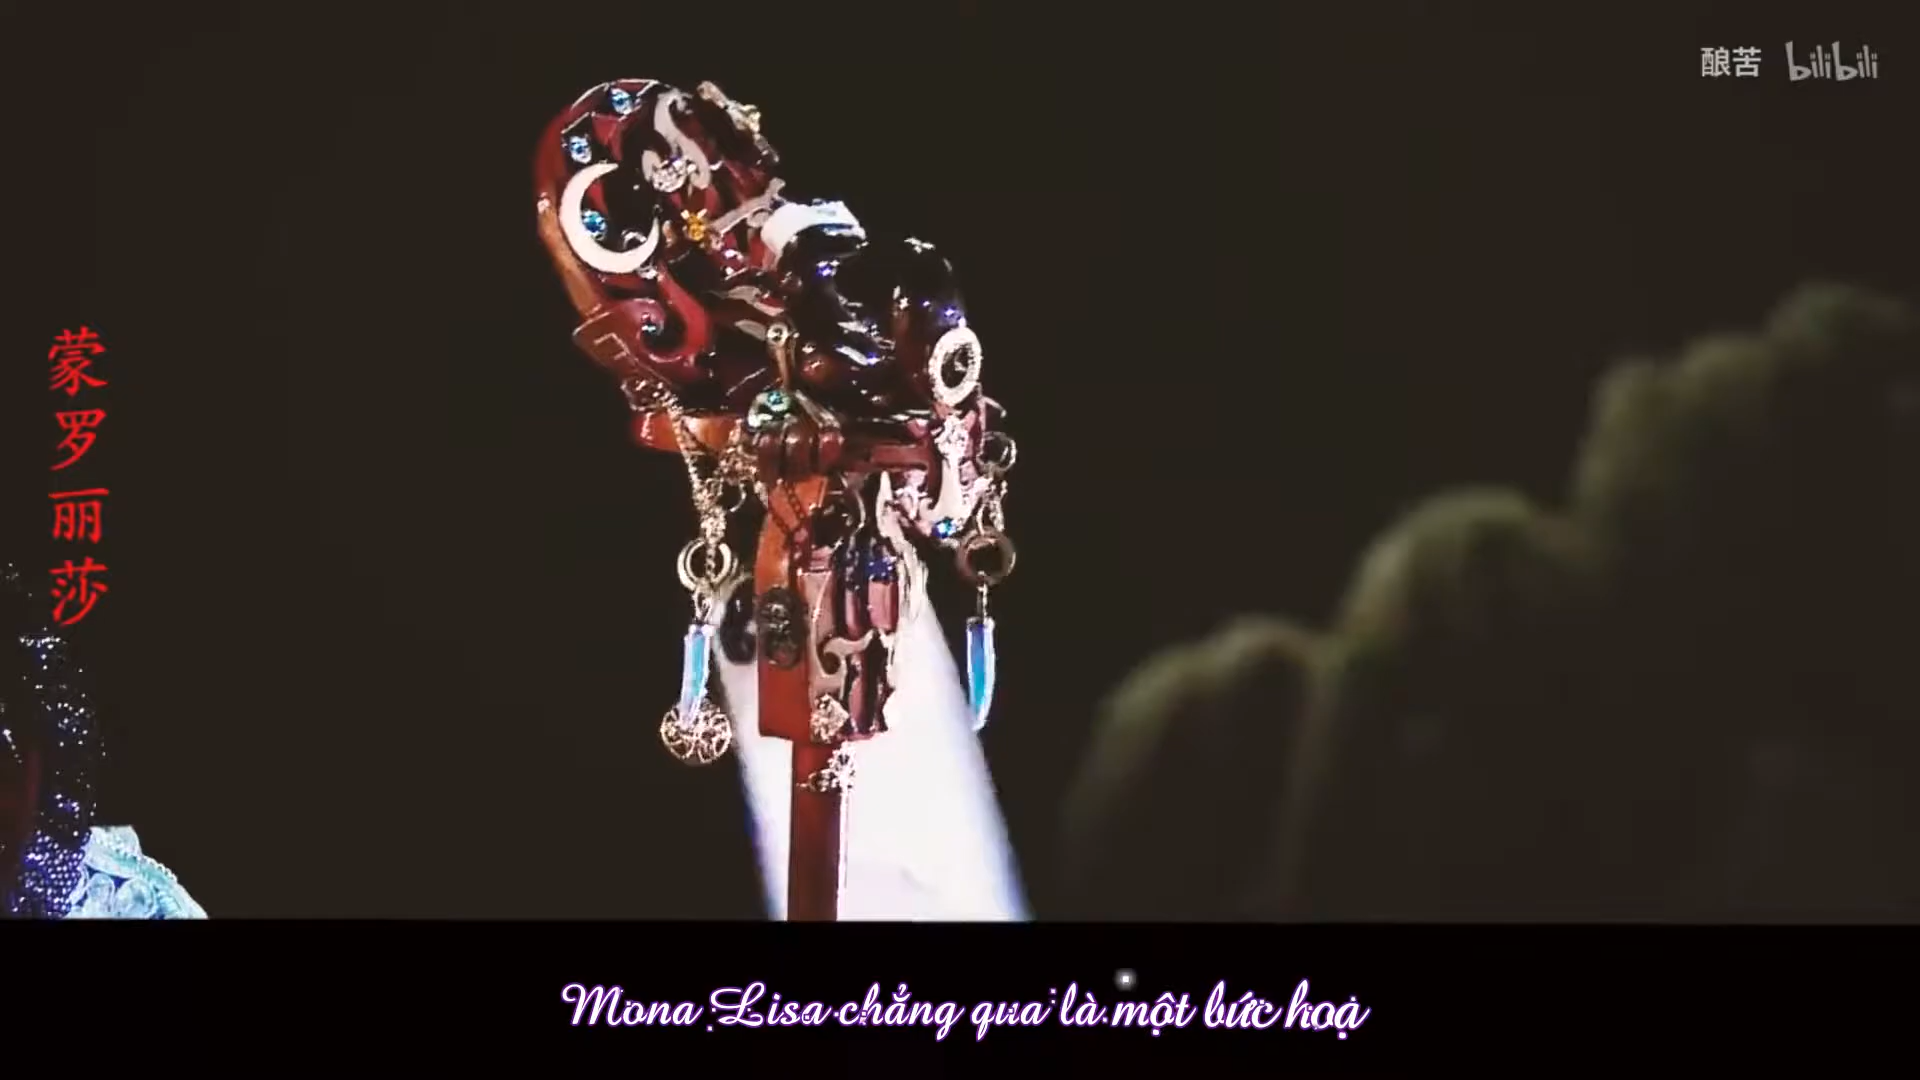 酿苦 bilibili
蒙罗丽莎
Mona Lisa chẳng qua là một bức hoạ